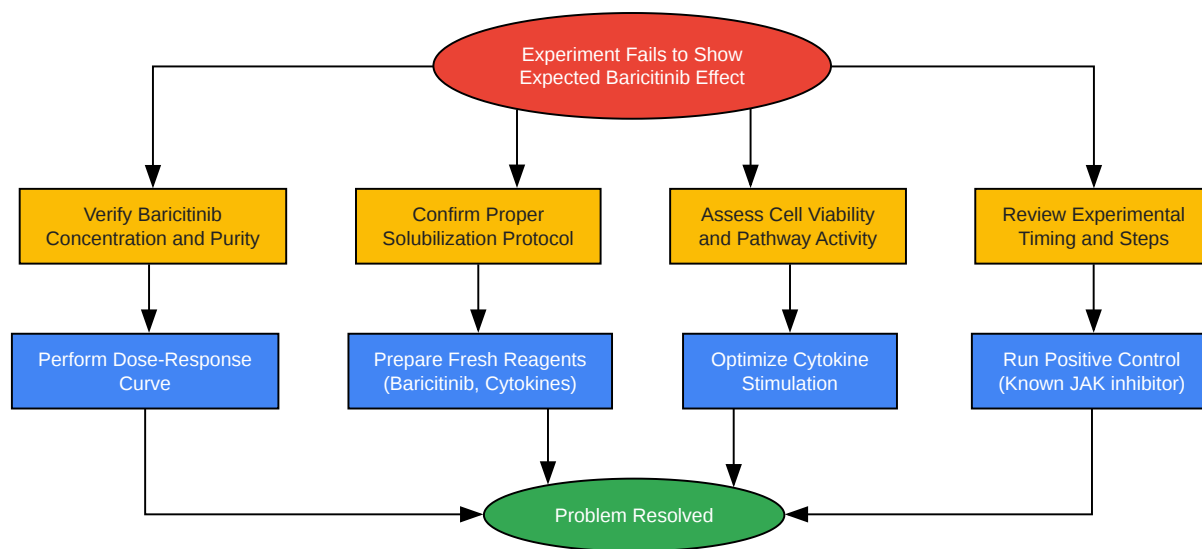 Experiment Fails to Show
Expected Baricitinib Effect
Verify Baricitinib
Concentration and Purity
Confirm Proper
Solubilization Protocol
Assess Cell Viability
and Pathway Activity
Review Experimental
Timing and Steps
Perform Dose-Response
Curve
Prepare Fresh Reagents
(Baricitinib, Cytokines)
Optimize Cytokine
Stimulation
Run Positive Control
(Known JAK inhibitor)
Problem Resolved